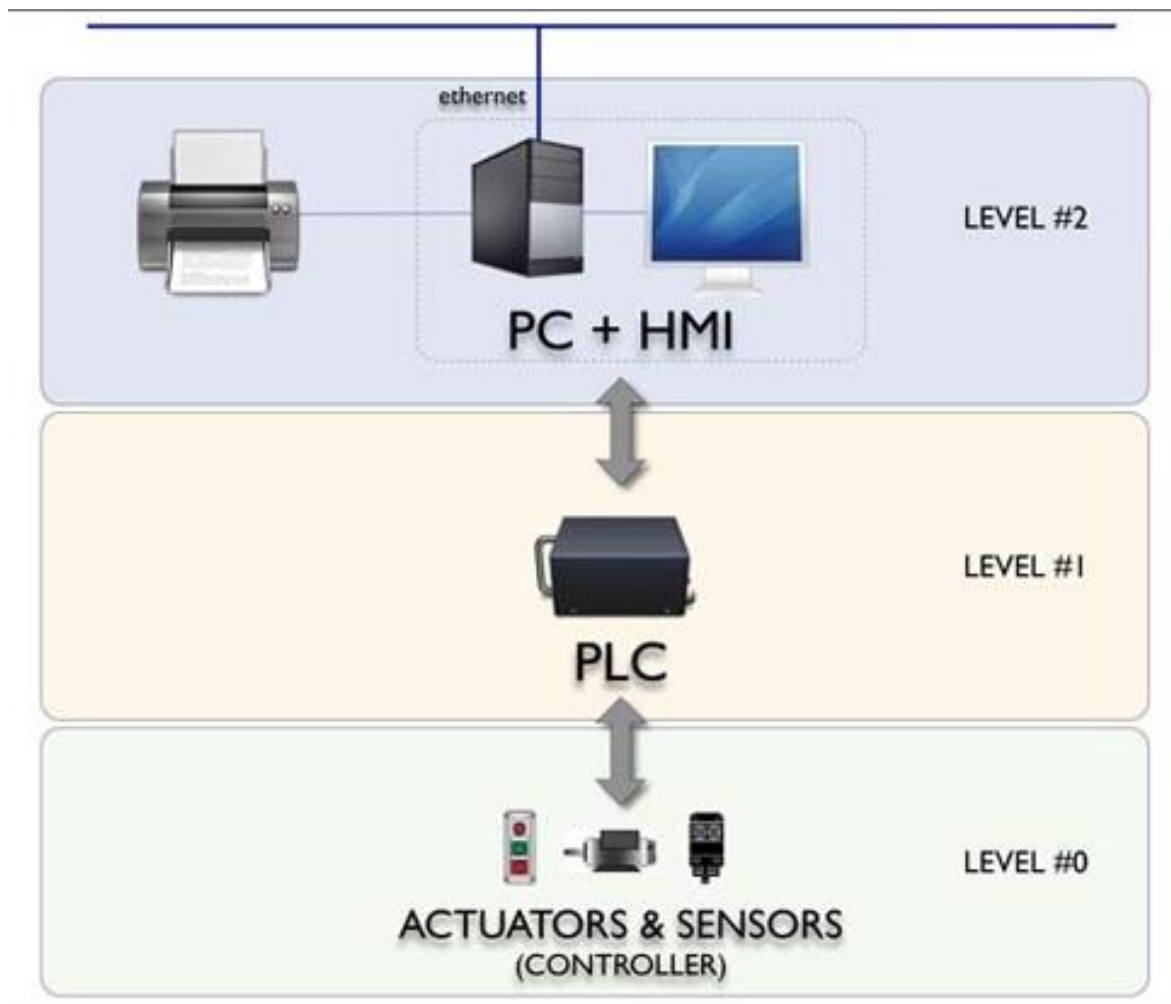 ethernet
LEVEL #2
PC + HMI
LEVEL #1
PLC
LEVEL #0
ACTUATORS & SENSORS
(CONTROLLER)